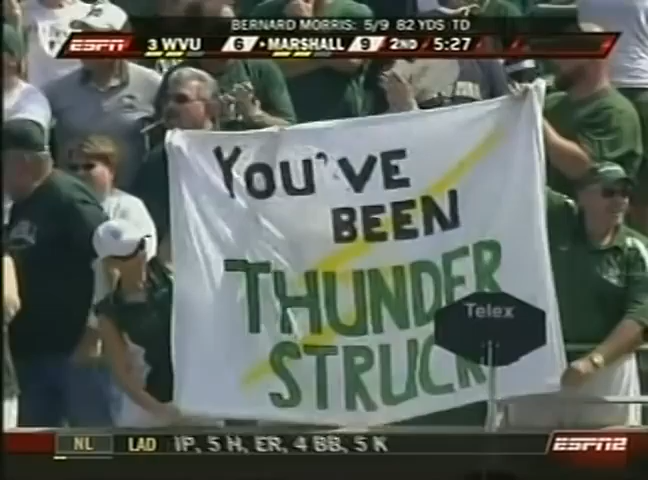 BERNARD MORRIS: 5/9 82 YDS TD
ESPN 3 WVU 6 MARSHALL 9 2ND 5:27
YOU'VE
BEEN
THUNDER
STRUCK
Telex
NL LAD IP, 5 H, ER, 4 BB, 5 K ESPN2